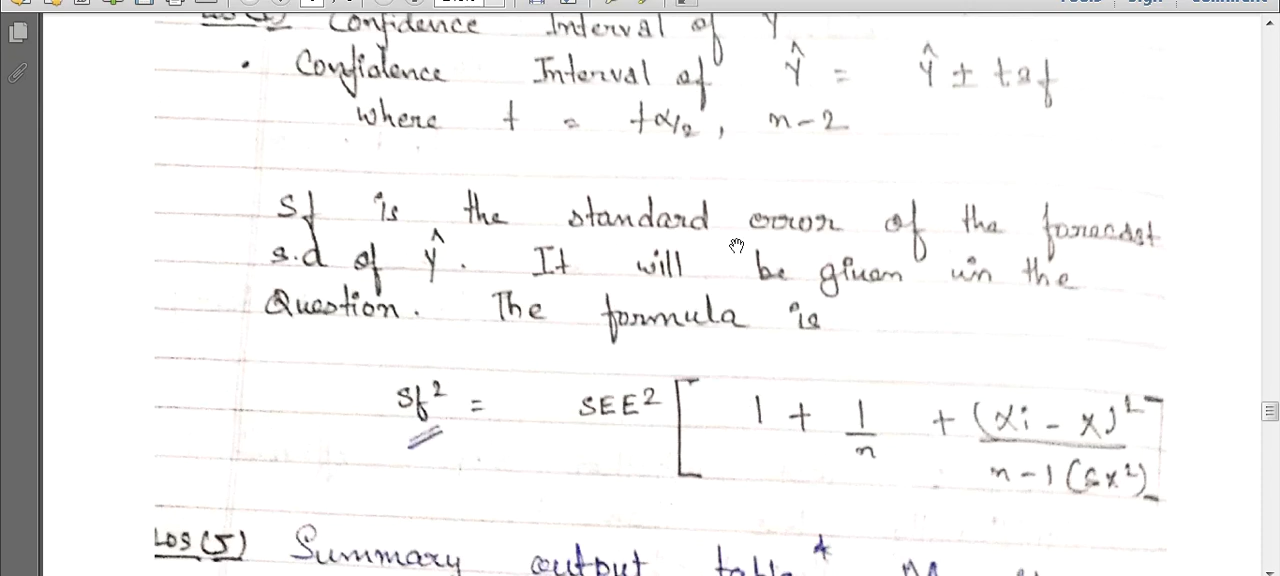 Confidence Interval of Y
• Confidence Interval of Ŷ = Ŷ ± tsf
where t = tα/2, n-2
Sf is the standard error of the forecast
s.d of Ŷ. It will be given in the
Question. The formula is
Sf² = SEE² [ 1 + 1/n + (xi - x)²/n-1(sx²) ]
Los(J) Summary output table